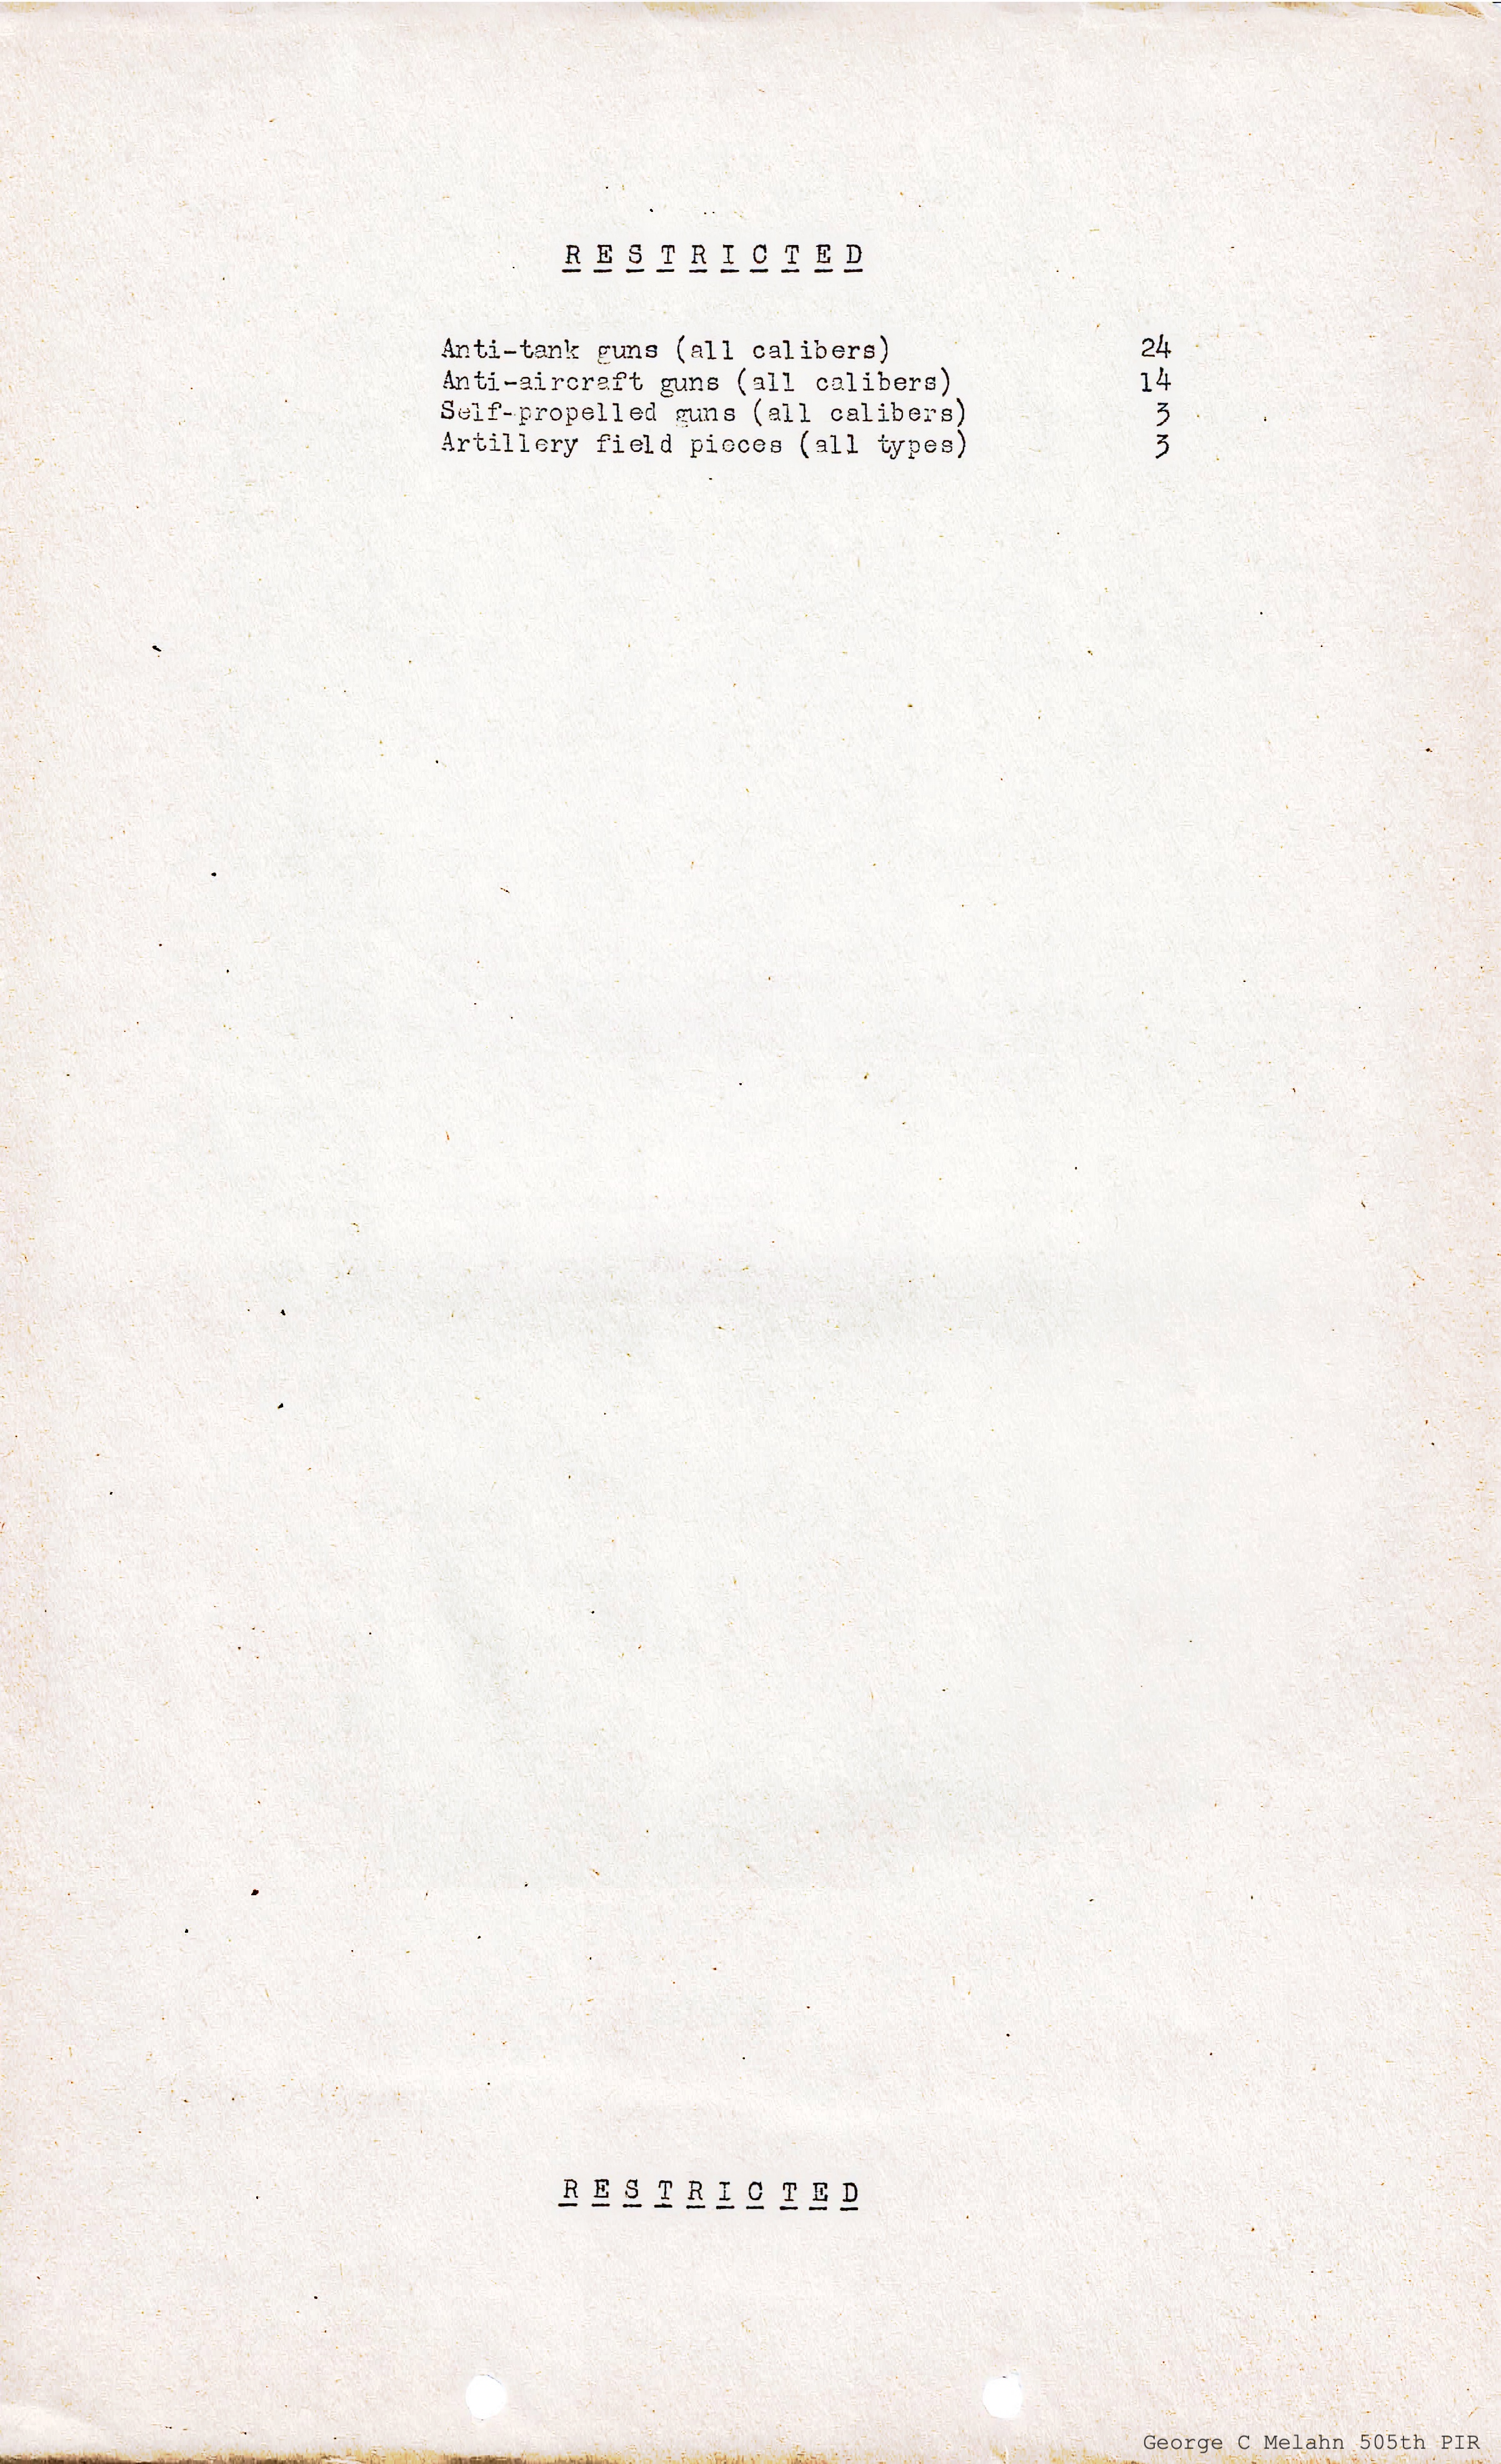 R E S T R I C T E D
Anti-tank guns (all calibers) 24
Anti-aircraft guns (all calibers) 14
Self-propelled guns (all calibers) 3
Artillery field pieces (all types) 3
R E S T R I C T E D
George C Melahn 505th PIR